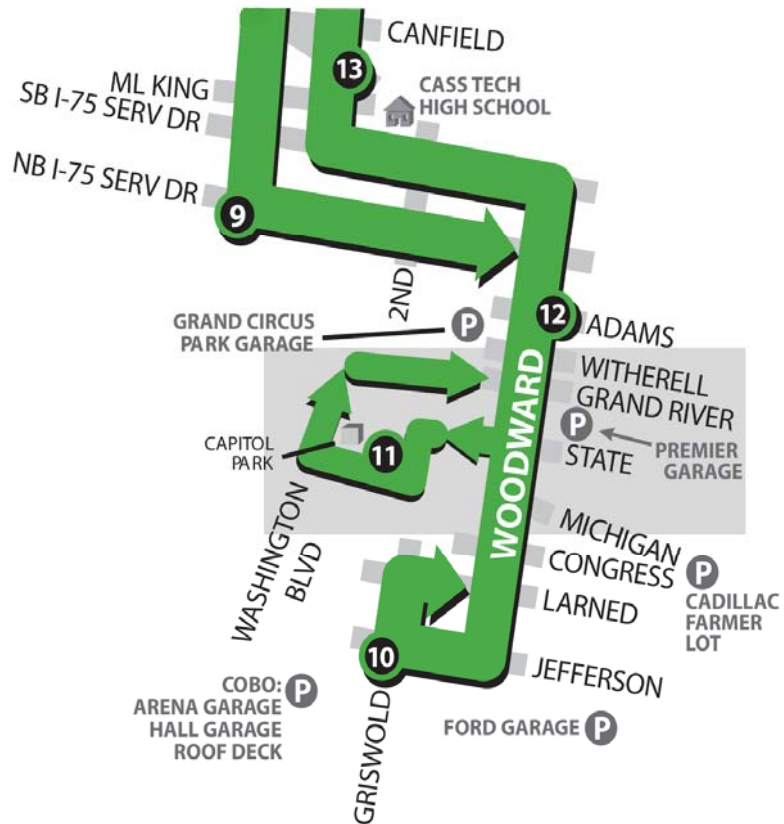 CANFIELD
13
CASS TECH
HIGH SCHOOL
ML KING
SB I-75 SERV DR
NB I-75 SERV DR
9
2ND
12
ADAMS
GRAND CIRCUS
PARK GARAGE
P
WITHERELL
GRAND RIVER
WOODWARD
P
PREMIER
GARAGE
STATE
CAPITOL
PARK
11
WASHINGTON
BLVD
MICHIGAN
CONGRESS
P
CADILLAC
FARMER
LOT
LARNED
10
JEFFERSON
COBO:
ARENA GARAGE
HALL GARAGE
ROOF DECK
P
GRISWOLD
FORD GARAGE
P